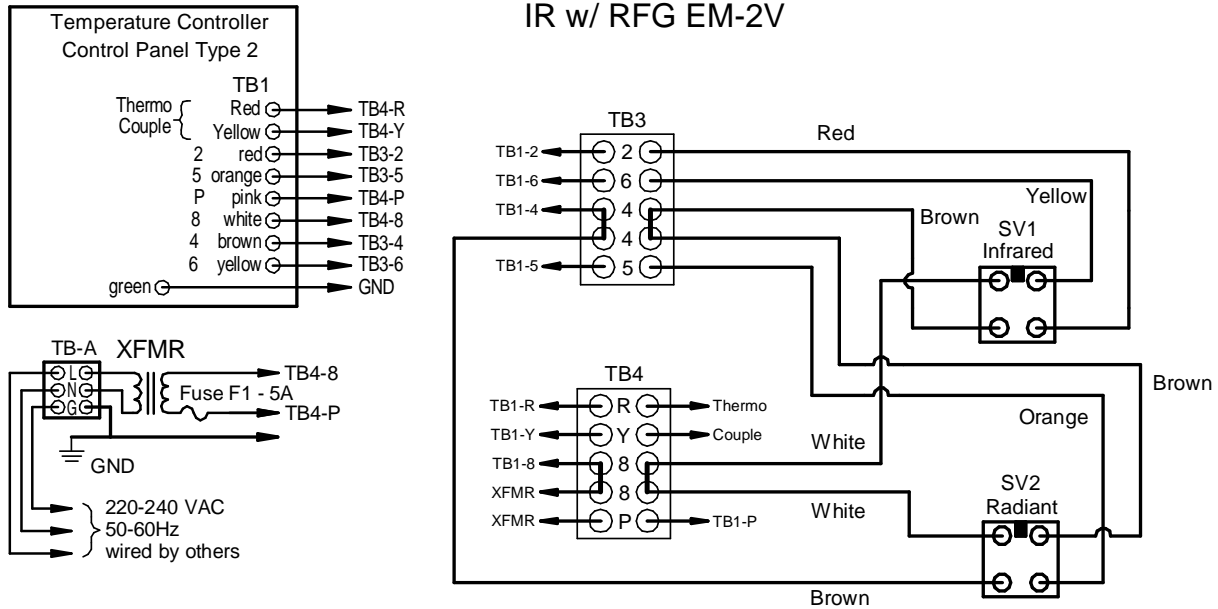 IR w/ RFG EM-2V
Temperature Controller
Control Panel Type 2
TB1
Thermo
Couple
Red TB4-R
Yellow TB4-Y
2 red TB3-2
5 orange TB3-5
P pink TB4-P
8 white TB4-8
4 brown TB3-4
6 yellow TB3-6
green GND
TB-A XFMR
L
N
G
TB4-8
Fuse F1 - 5A
TB4-P
GND
220-240 VAC
50-60Hz
wired by others
TB3
TB1-2 2
TB1-6 6
TB1-4 4
4
TB1-5 5
Red
Yellow
Brown
SV1
Infrared
TB4
TB1-R R Thermo
TB1-Y Y Couple
TB1-8 8
XFMR 8
XFMR P TB1-P
White
White
Brown
Orange
SV2
Radiant
Brown